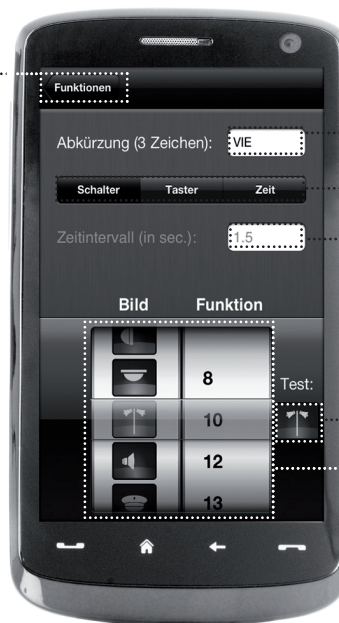 Funktionen
Abkürzung (3 Zeichen): VIE
Schalter Taster Zeit
Zeitintervall (in sec.): 1.5
Bild Funktion
8
Test:
10
12
13